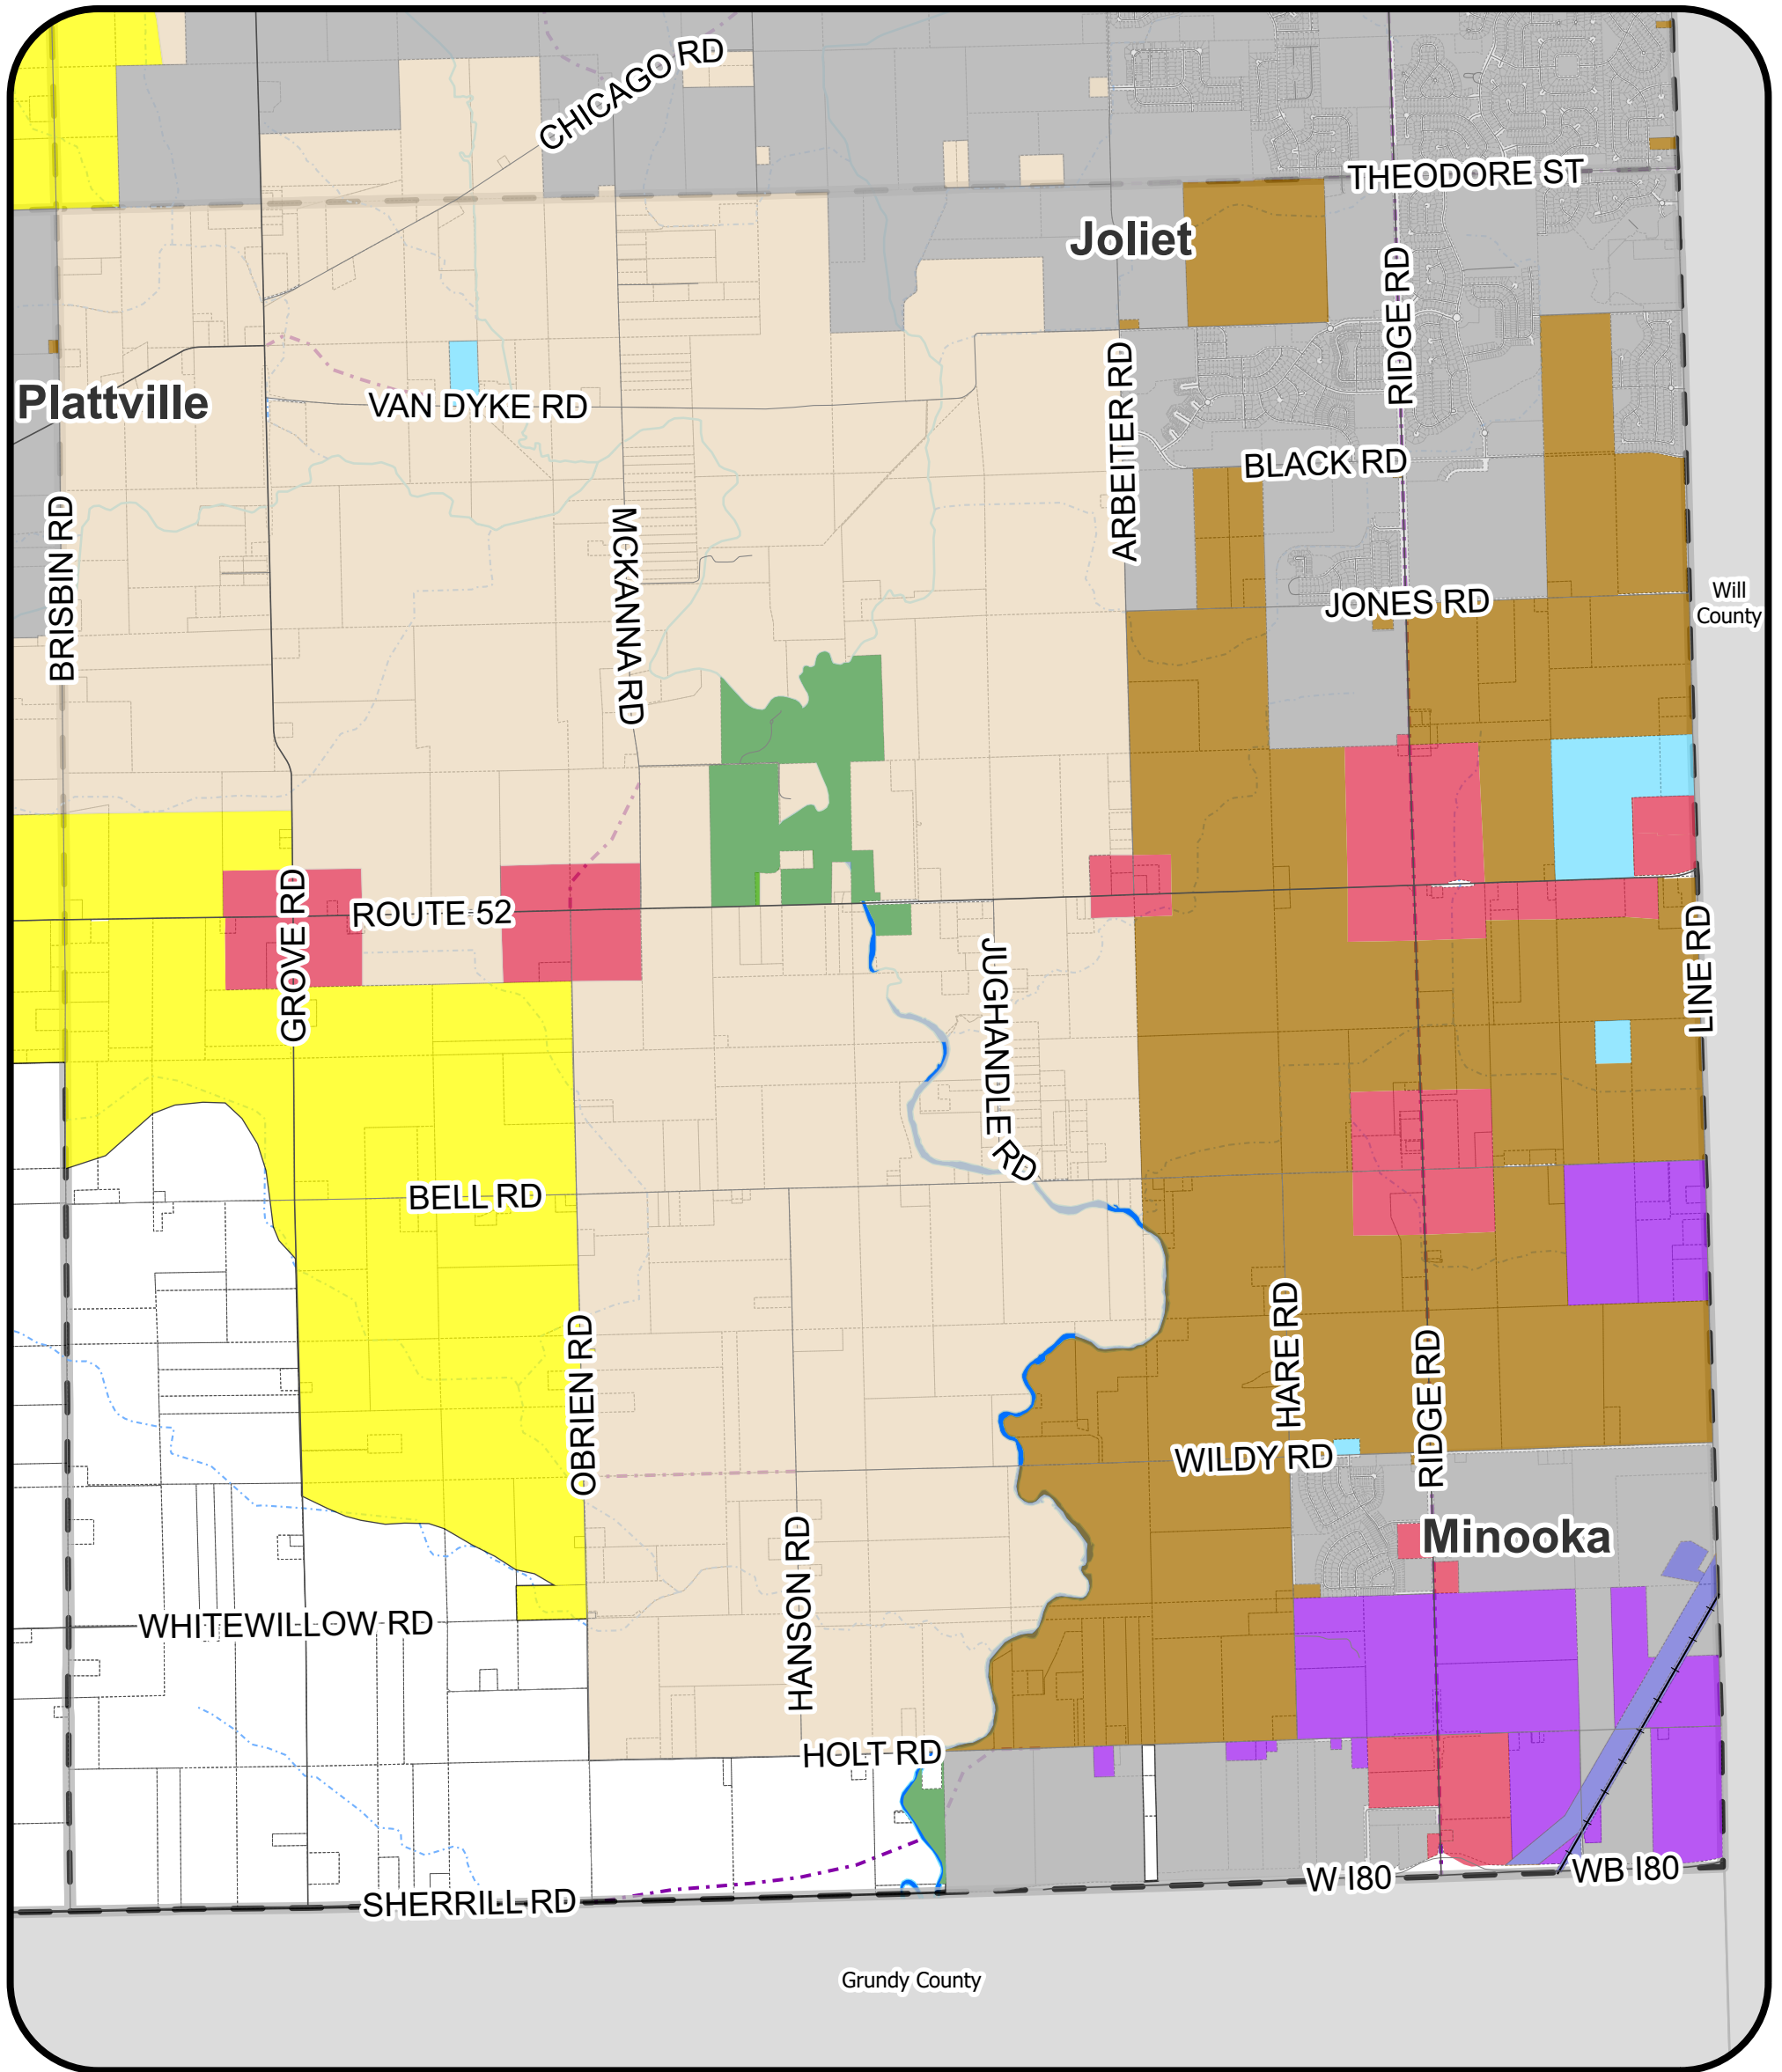 CHICAGO RD
THEODORE ST
Joliet
RIDGE RD
Plattville
VAN DYKE RD
ARBEITER RD
BLACK RD
BRISBIN RD
MCKANNA RD
JONES RD
Will
County
GROVE RD
ROUTE 52
JUGHANDLE RD
LINE RD
BELL RD
OBRIEN RD
HARE RD
RIDGE RD
WILDY RD
Minooka
HANSON RD
WHITEWILLOW RD
HOLT RD
W I80
WB I80
SHERRILL RD
Grundy County